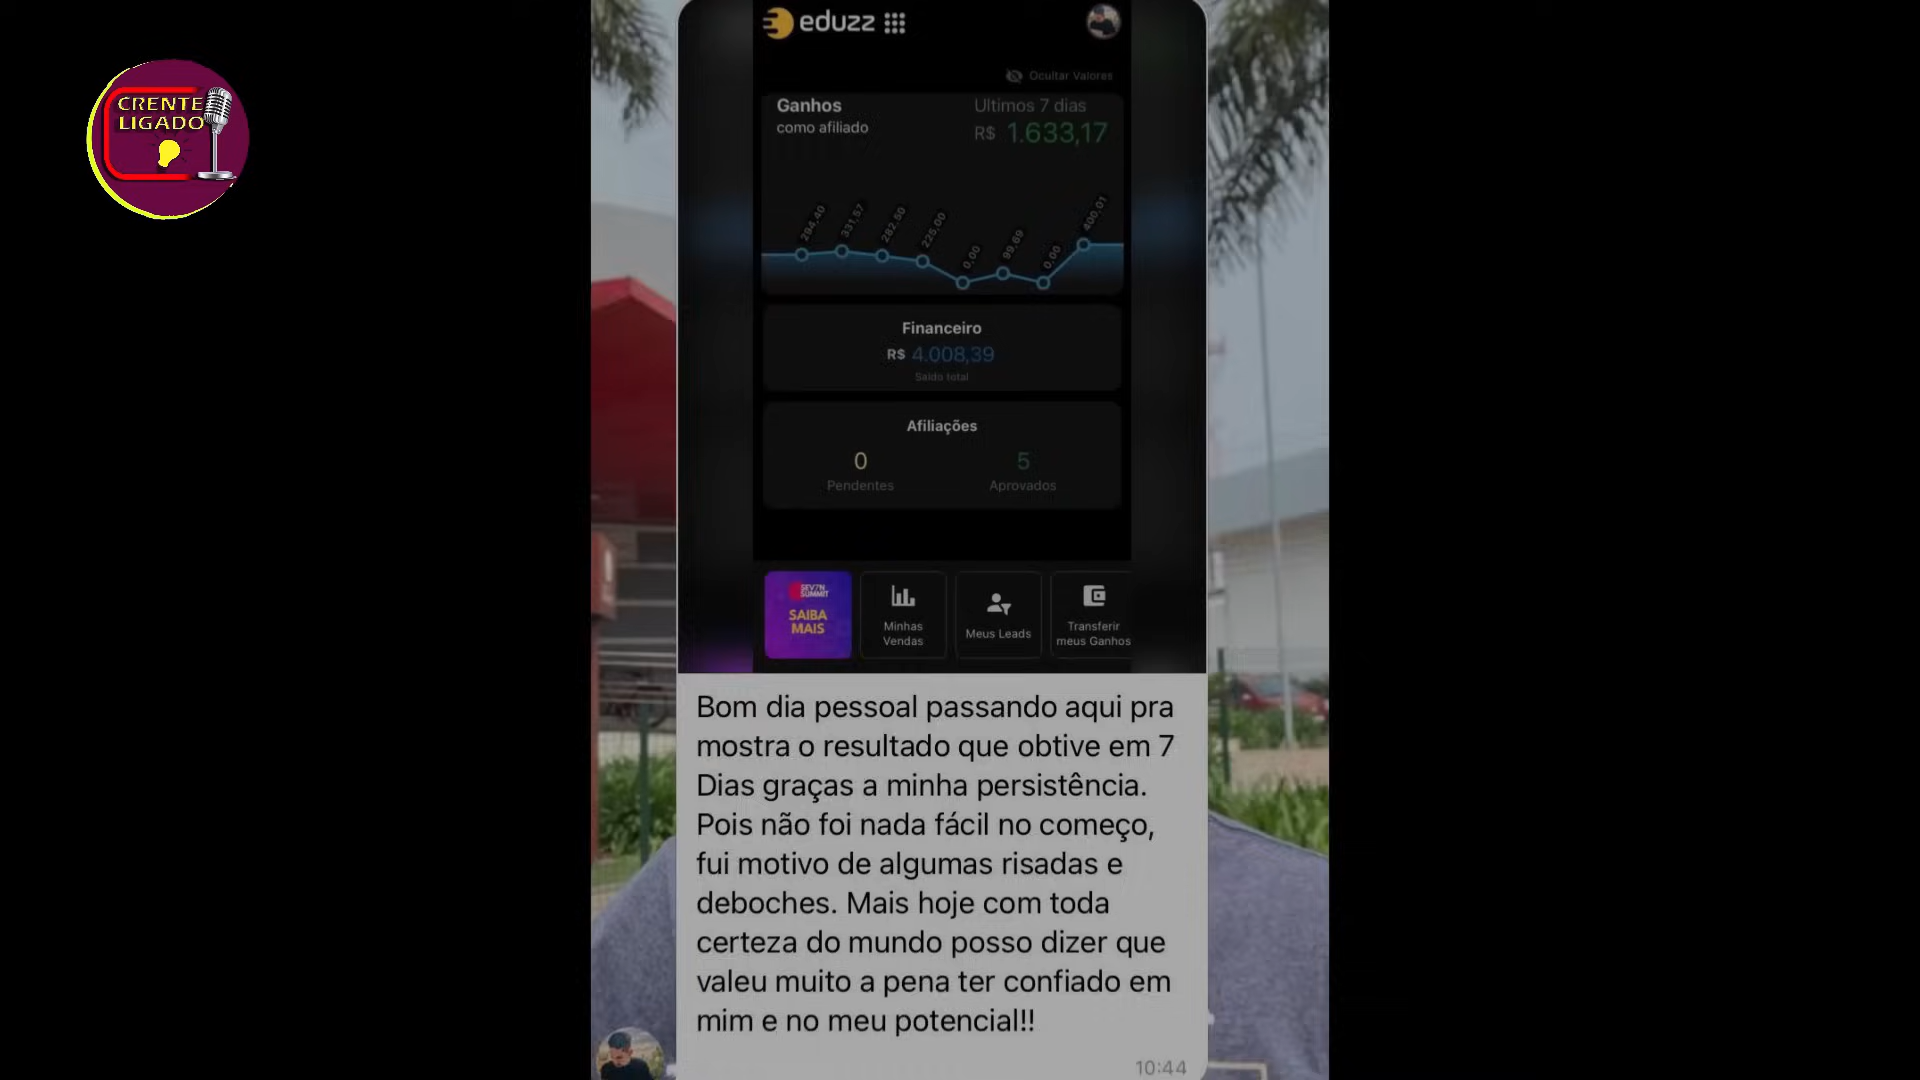 CRENTE
LIGADO
eduzz
Ocultar Valores
Ganhos
como afiliado
Ultimos 7 dias
R$ 1.633,17
294,40
331,57
282,50
225,00
0,00
99,69
0,00
400,01
Financeiro
R$ 4.008,39
Saldo total
Afiliações
0
Pendentes
5
Aprovados
SEV7N
SUMMIT
SAIBA
MAIS
Minhas
Vendas
Meus Leads
Transferir
meus Ganhos
Bom dia pessoal passando aqui pra
mostra o resultado que obtive em 7
Dias graças a minha persistência.
Pois não foi nada fácil no começo,
fui motivo de algumas risadas e
deboches. Mais hoje com toda
certeza do mundo posso dizer que
valeu muito a pena ter confiado em
mim e no meu potencial!!
10:44